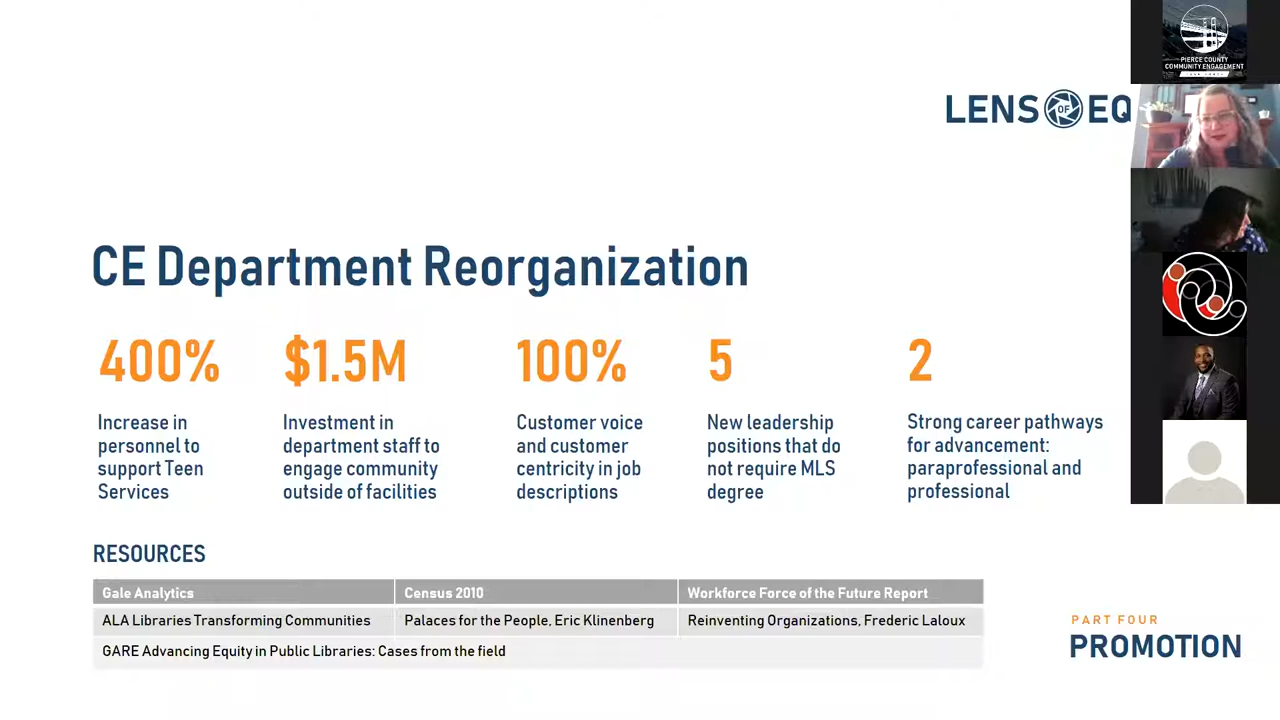 PIERCE COUNTY
COMMUNITY ENGAGEMENT
LENS OF EQ
CE Department Reorganization
400%
Increase in
personnel to
support Teen
Services
$1.5M
Investment in
department staff to
engage community
outside of facilities
100%
Customer voice
and customer
centricity in job
descriptions
5
New leadership
positions that do
not require MLS
degree
2
Strong career pathways
for advancement:
paraprofessional and
professional
RESOURCES
Gale Analytics
Census 2010
Workforce Force of the Future Report
ALA Libraries Transforming Communities
Palaces for the People, Eric Klinenberg
Reinventing Organizations, Frederic Laloux
GARE Advancing Equity in Public Libraries: Cases from the field
PART FOUR
PROMOTION